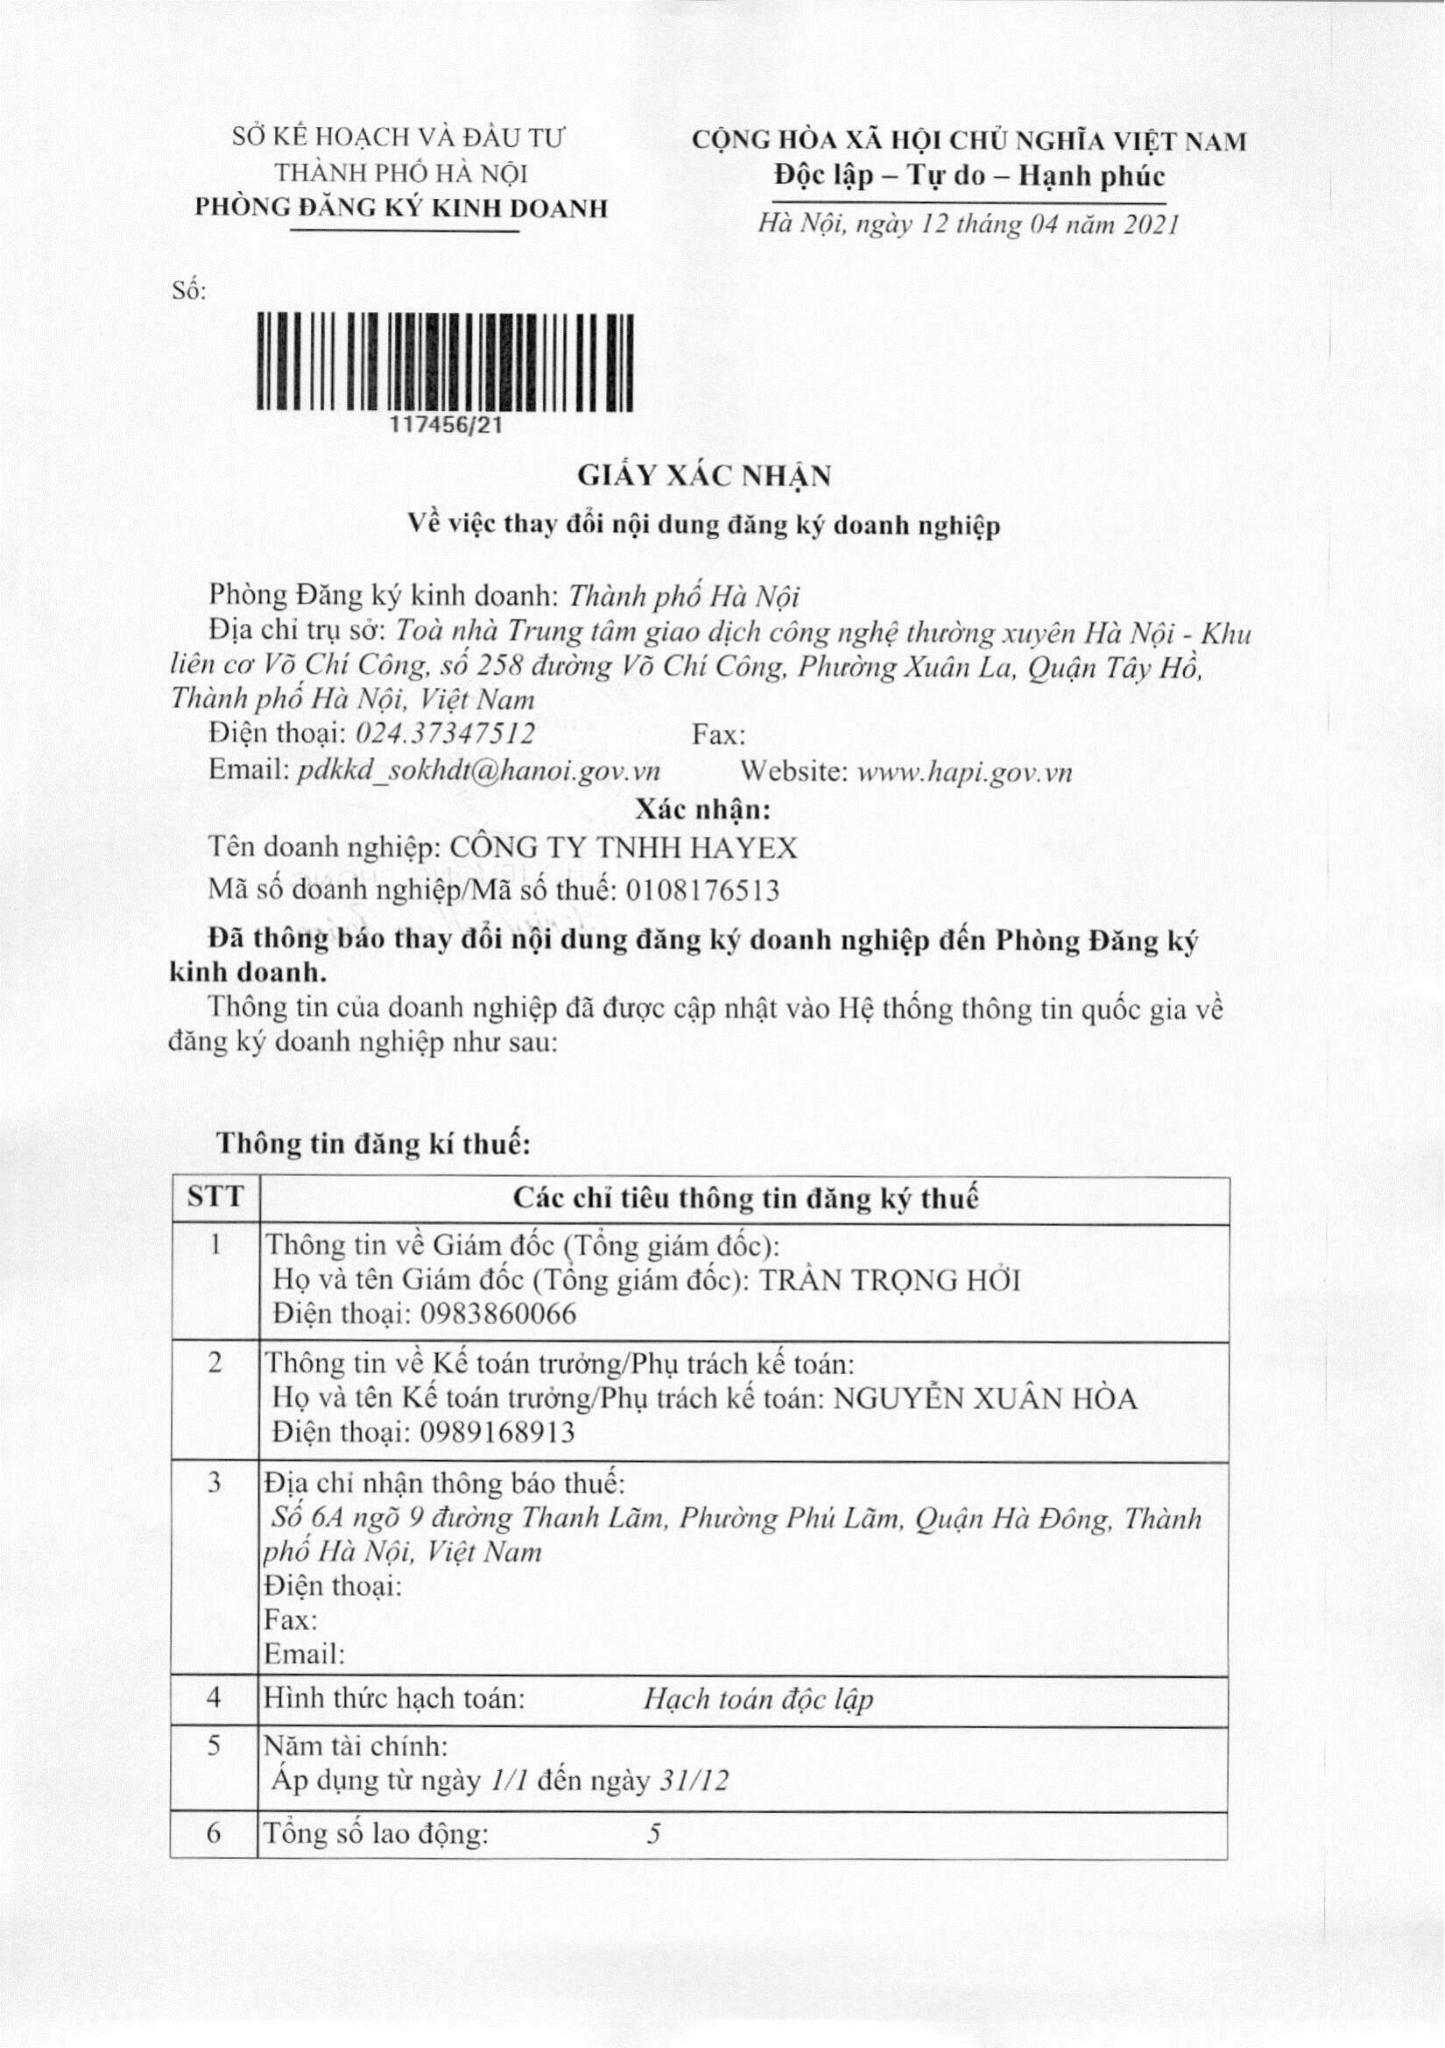 SỞ KẾ HOẠCH VÀ ĐẦU TƯ
THÀNH PHỐ HÀ NỘI
PHÒNG ĐĂNG KÝ KINH DOANH
CỘNG HÒA XÃ HỘI CHỦ NGHĨA VIỆT NAM
Độc lập – Tự do – Hạnh phúc
Hà Nội, ngày 12 tháng 04 năm 2021
Số:
117456/21
GIẤY XÁC NHẬN
Về việc thay đổi nội dung đăng ký doanh nghiệp
Phòng Đăng ký kinh doanh: Thành phố Hà Nội
Địa chỉ trụ sở: Toà nhà Trung tâm giao dịch công nghệ thường xuyên Hà Nội - Khu
liên cơ Võ Chí Công, số 258 đường Võ Chí Công, Phường Xuân La, Quận Tây Hồ,
Thành phố Hà Nội, Việt Nam
Điện thoại: 024.37347512 Fax:
Email: pdkkd_sokhdt@hanoi.gov.vn Website: www.hapi.gov.vn
Xác nhận:
Tên doanh nghiệp: CÔNG TY TNHH HAYEX
Mã số doanh nghiệp/Mã số thuế: 0108176513
Đã thông báo thay đổi nội dung đăng ký doanh nghiệp đến Phòng Đăng ký
kinh doanh.
Thông tin của doanh nghiệp đã được cập nhật vào Hệ thống thông tin quốc gia về
đăng ký doanh nghiệp như sau:
Thông tin đăng kí thuế:
STT Các chỉ tiêu thông tin đăng ký thuế
1 Thông tin về Giám đốc (Tổng giám đốc):
Họ và tên Giám đốc (Tổng giám đốc): TRẦN TRỌNG HỞI
Điện thoại: 0983860066
2 Thông tin về Kế toán trưởng/Phụ trách kế toán:
Họ và tên Kế toán trưởng/Phụ trách kế toán: NGUYỄN XUÂN HÒA
Điện thoại: 0989168913
3 Địa chỉ nhận thông báo thuế:
Số 6A ngõ 9 đường Thanh Lãm, Phường Phú Lãm, Quận Hà Đông, Thành
phố Hà Nội, Việt Nam
Điện thoại:
Fax:
Email:
4 Hình thức hạch toán: Hạch toán độc lập
5 Năm tài chính:
Áp dụng từ ngày 1/1 đến ngày 31/12
6 Tổng số lao động: 5